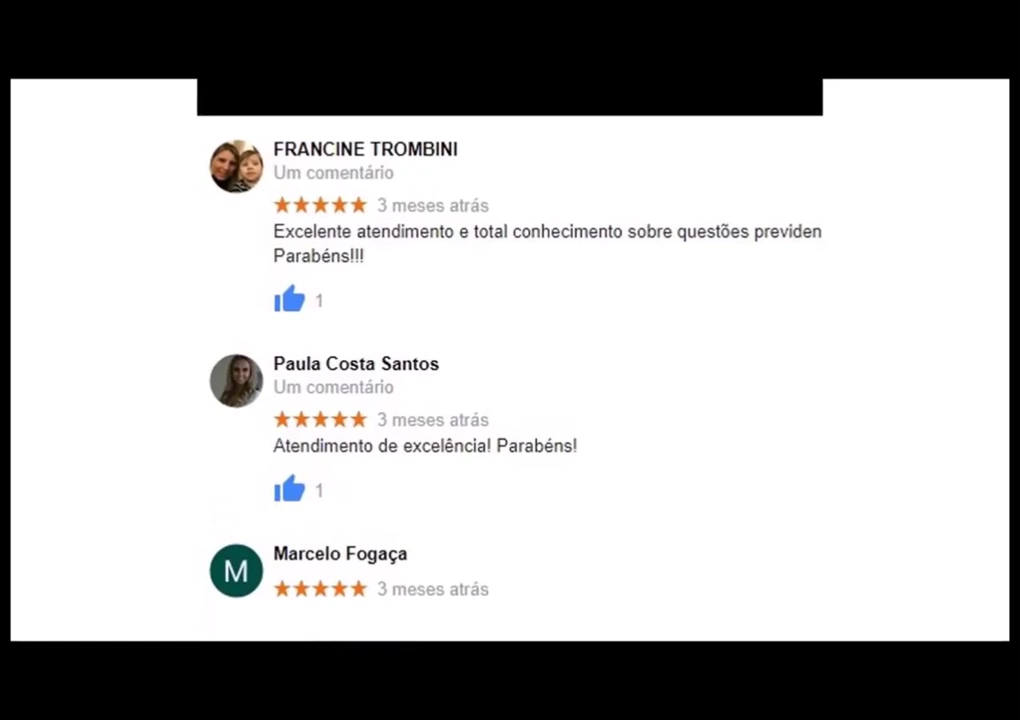 FRANCINE TROMBINI
Um comentário
3 meses atrás
Excelente atendimento e total conhecimento sobre questões previden
Parabéns!!!
1
Paula Costa Santos
Um comentário
3 meses atrás
Atendimento de excelência! Parabéns!
1
M
Marcelo Fogaça
3 meses atrás